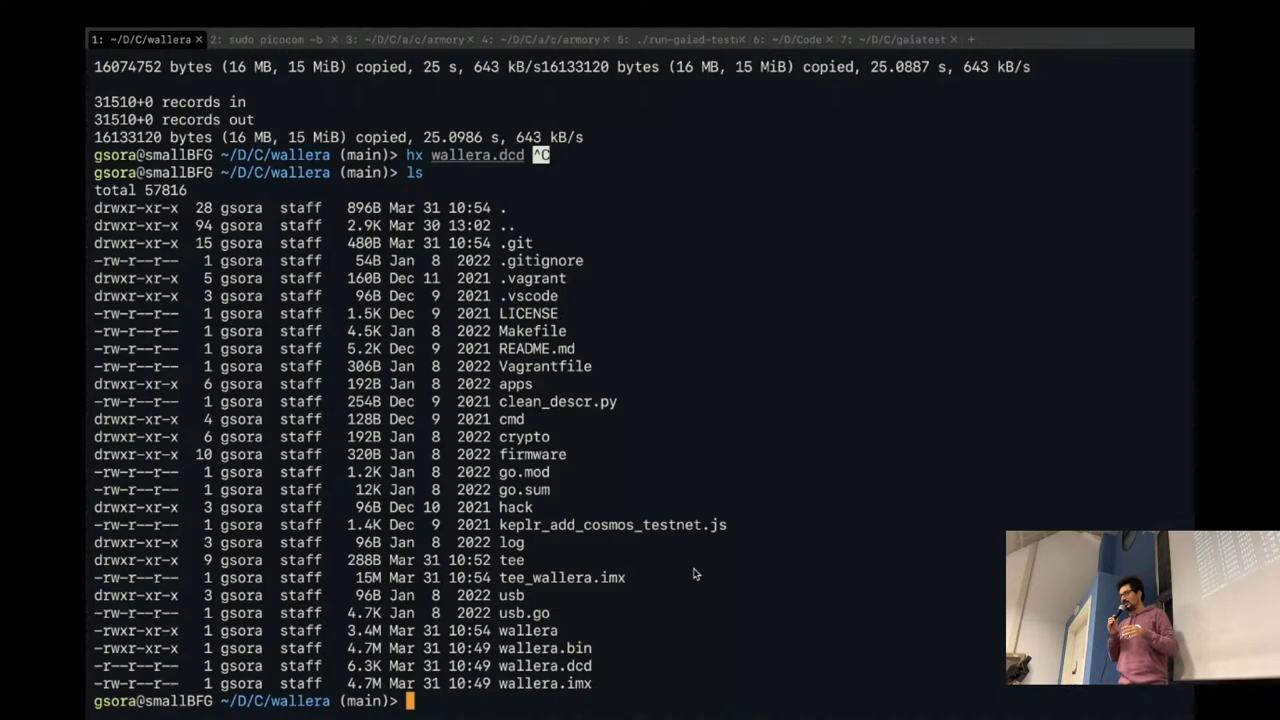 1: ~/D/C/wallera × 2: sudo picocom -b × 3: ~/D/C/a/c/armory× 4: ~/D/C/a/c/armory× 5: × 6: ~/D/Code × 7: ~/D/C/gaiatest × +
16074752 bytes (16 MB, 15 MiB) copied, 25 s, 643 kB/s16133120 bytes (16 MB, 15 MiB) copied, 25.0887 s, 643 kB/s
31510+0 records in
31510+0 records out
16133120 bytes (16 MB, 15 MiB) copied, 25.0986 s, 643 kB/s
gsora@smallBFG ~/D/C/wallera (main)> hx wallera.dcd ^C
gsora@smallBFG ~/D/C/wallera (main)> ls
total 57816
drwxr-xr-x 28 gsora staff 896B Mar 31 10:54 .
drwxr-xr-x 94 gsora staff 2.9K Mar 30 13:02 ..
drwxr-xr-x 15 gsora staff 480B Mar 31 10:54 .git
-rw-r--r-- 1 gsora staff 54B Jan 8 2022 .gitignore
drwxr-xr-x 5 gsora staff 160B Dec 11 2021 .vagrant
drwxr-xr-x 3 gsora staff 96B Dec 9 2021 .vscode
-rw-r--r-- 1 gsora staff 1.5K Dec 9 2021 LICENSE
-rw-r--r-- 1 gsora staff 4.5K Jan 8 2022 Makefile
-rw-r--r-- 1 gsora staff 5.2K Dec 9 2021 README.md
-rw-r--r-- 1 gsora staff 306B Jan 8 2022 Vagrantfile
drwxr-xr-x 6 gsora staff 192B Jan 8 2022 apps
-rw-r--r-- 1 gsora staff 254B Dec 9 2021 clean_descr.py
drwxr-xr-x 4 gsora staff 128B Dec 9 2021 cmd
drwxr-xr-x 6 gsora staff 192B Jan 8 2022 crypto
drwxr-xr-x 10 gsora staff 320B Jan 8 2022 firmware
-rw-r--r-- 1 gsora staff 1.2K Jan 8 2022 go.mod
-rw-r--r-- 1 gsora staff 12K Jan 8 2022 go.sum
drwxr-xr-x 3 gsora staff 96B Dec 10 2021 hack
-rw-r--r-- 1 gsora staff 1.4K Dec 9 2021 keplr_add_cosmos_testnet.js
drwxr-xr-x 3 gsora staff 96B Jan 8 2022 log
drwxr-xr-x 9 gsora staff 288B Mar 31 10:52 tee
-rw-r--r-- 1 gsora staff 15M Mar 31 10:54 tee_wallera.imx
drwxr-xr-x 3 gsora staff 96B Jan 8 2022 usb
-rw-r--r-- 1 gsora staff 4.7K Jan 8 2022 usb.go
-rwxr-xr-x 1 gsora staff 3.4M Mar 31 10:54 wallera
-rwxr-xr-x 1 gsora staff 4.7M Mar 31 10:49 wallera.bin
-r--r--r-- 1 gsora staff 6.3K Mar 31 10:49 wallera.dcd
-rw-r--r-- 1 gsora staff 4.7M Mar 31 10:49 wallera.imx
gsora@smallBFG ~/D/C/wallera (main)>